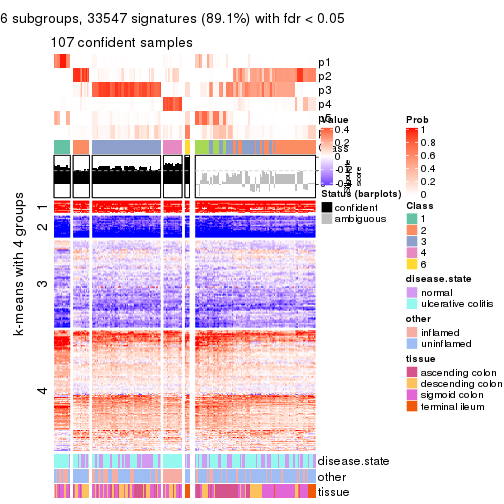 6 subgroups, 33547 signatures (89.1%) with fdr < 0.05
107 confident samples
p1
p2
p3
p4
k-means with 4 groups
1
2
3
4
disease.state
other
tissue
Value
0.4
0.2
0
Status (barplots)
confident
ambiguous
Prob
1
0.8
0.6
0.4
0.2
0
Class
1
2
3
4
6
disease.state
normal
ulcerative colitis
other
inflamed
uninflamed
tissue
ascending colon
descending colon
sigmoid colon
terminal ileum